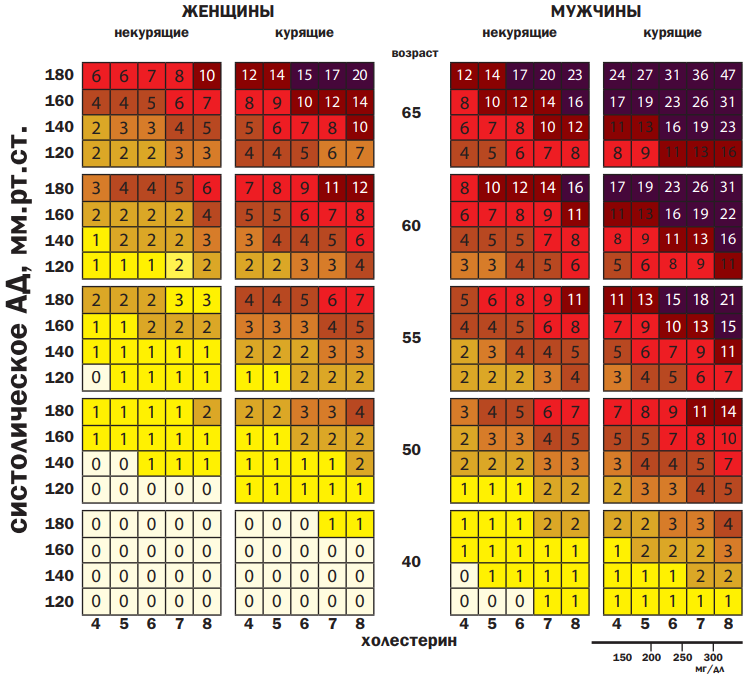 ЖЕНЩИНЫ МУЖЧИНЫ
некурящие курящие некурящие курящие
возраст
систолическое АД, мм.рт.ст.
180 6 6 7 8 10 12 14 15 17 20 12 14 17 20 23 24 27 31 36 47
160 4 4 5 6 7 8 9 10 12 14 8 10 12 14 16 17 19 23 26 31
65
140 2 3 3 4 5 5 6 7 8 10 6 7 8 10 12 11 13 16 19 23
120 2 2 2 3 3 4 4 5 6 7 4 5 6 7 8 8 9 11 13 16
180 3 4 4 5 6 7 8 9 11 12 8 10 12 14 16 17 19 23 26 31
160 2 2 2 2 4 5 5 6 7 8 6 7 8 9 11 11 13 16 19 22
60
140 1 2 2 2 3 3 4 4 5 6 4 5 5 7 8 8 9 11 13 16
120 1 1 1 2 2 2 2 3 3 4 3 3 4 5 6 5 6 8 9 11
180 2 2 2 3 3 4 4 5 6 7 5 6 8 9 11 11 13 15 18 21
160 1 1 2 2 2 3 3 3 4 5 4 4 5 6 8 7 9 10 13 15
55
140 1 1 1 1 1 2 2 2 3 3 2 3 4 4 5 5 6 7 9 11
120 0 1 1 1 1 1 1 2 2 2 2 2 2 3 4 3 4 5 6 7
180 1 1 1 1 2 2 2 3 3 4 3 4 5 6 7 7 8 9 11 14
160 1 1 1 1 1 1 1 2 2 2 2 3 3 4 5 5 5 7 8 10
50
140 0 0 1 1 1 1 1 1 1 2 2 2 2 3 3 3 4 4 5 7
120 0 0 0 0 0 1 1 1 1 1 1 1 1 2 2 2 3 3 4 5
180 0 0 0 0 0 0 0 0 1 1 1 1 1 2 2 2 2 3 3 4
160 0 0 0 0 0 0 0 0 0 0 1 1 1 1 1 1 2 2 2 3
40
140 0 0 0 0 0 0 0 0 0 0 0 1 1 1 1 1 1 1 2 2
120 0 0 0 0 0 0 0 0 0 0 0 0 0 1 1 1 1 1 1 1
4 5 6 7 8 4 5 6 7 8 4 5 6 7 8 4 5 6 7 8
холестерин
150 200 250 300
мг/дл